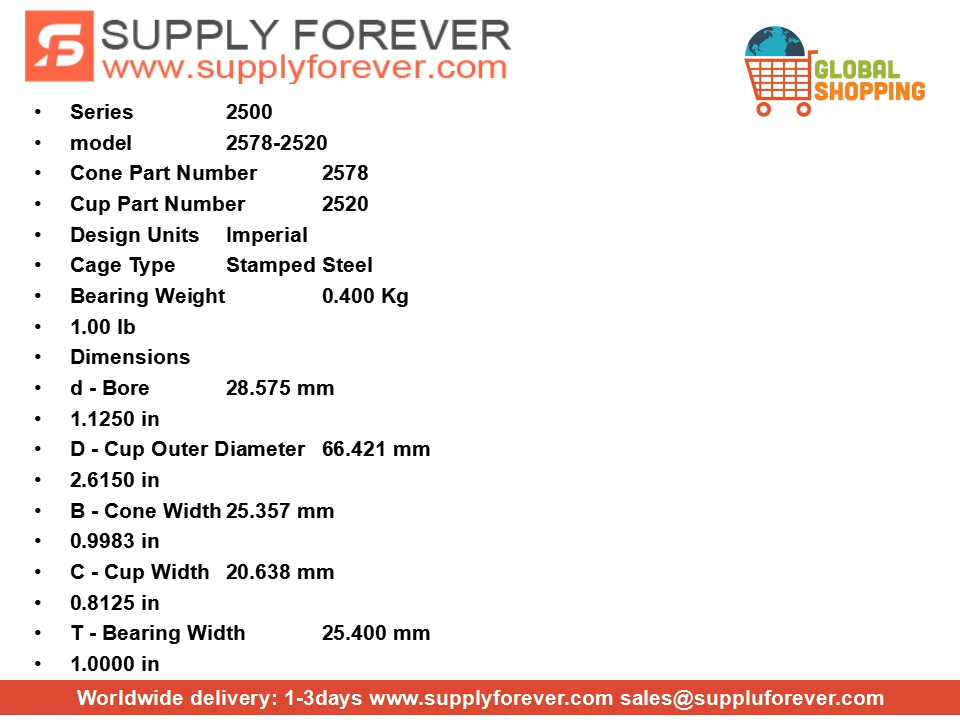 SUPPLY FOREVER
www.supplyforever.com
GLOBAL
SHOPPING
• Series 2500
• model 2578-2520
• Cone Part Number 2578
• Cup Part Number 2520
• Design Units Imperial
• Cage Type Stamped Steel
• Bearing Weight 0.400 Kg
• 1.00 lb
• Dimensions
• d - Bore 28.575 mm
• 1.1250 in
• D - Cup Outer Diameter 66.421 mm
• 2.6150 in
• B - Cone Width 25.357 mm
• 0.9983 in
• C - Cup Width 20.638 mm
• 0.8125 in
• T - Bearing Width 25.400 mm
• 1.0000 in
Worldwide delivery: 1-3days www.supplyforever.com sales@suppluforever.com